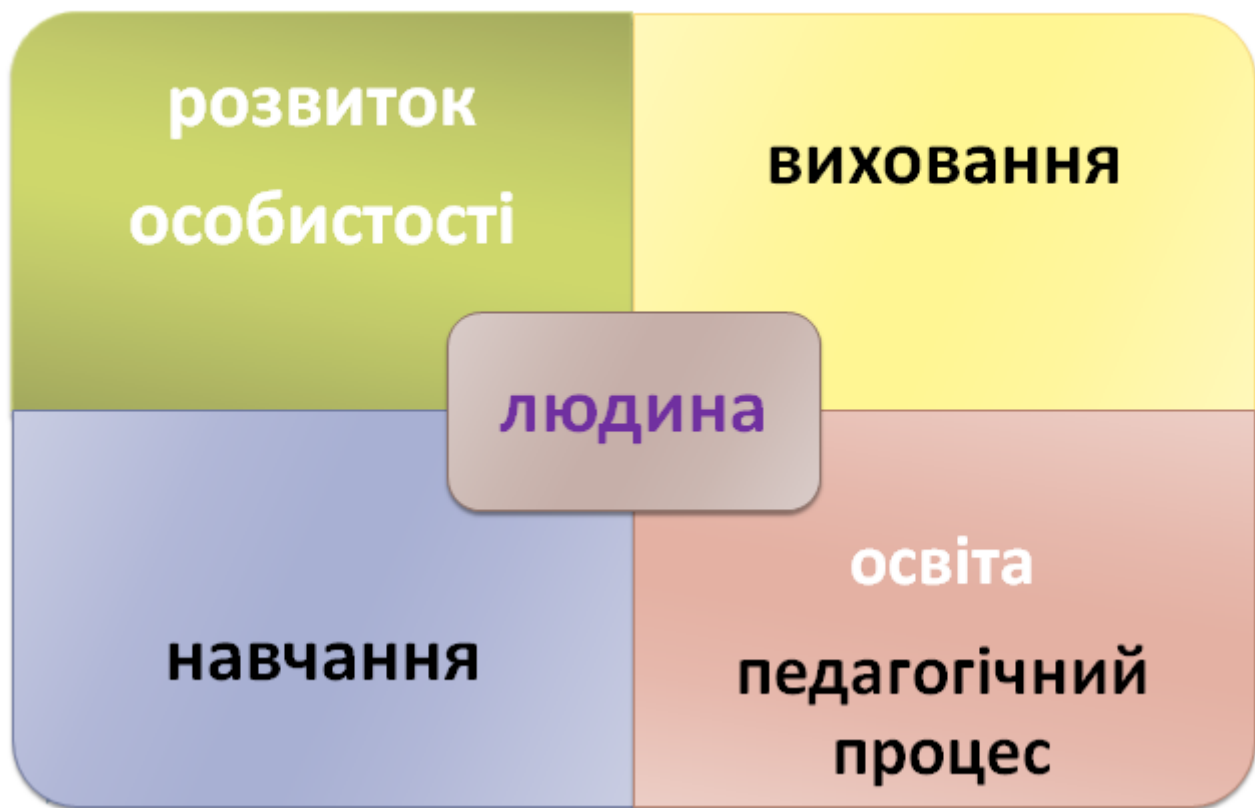 розвиток
особистості
виховання
людина
навчання
освіта
педагогічний
процес